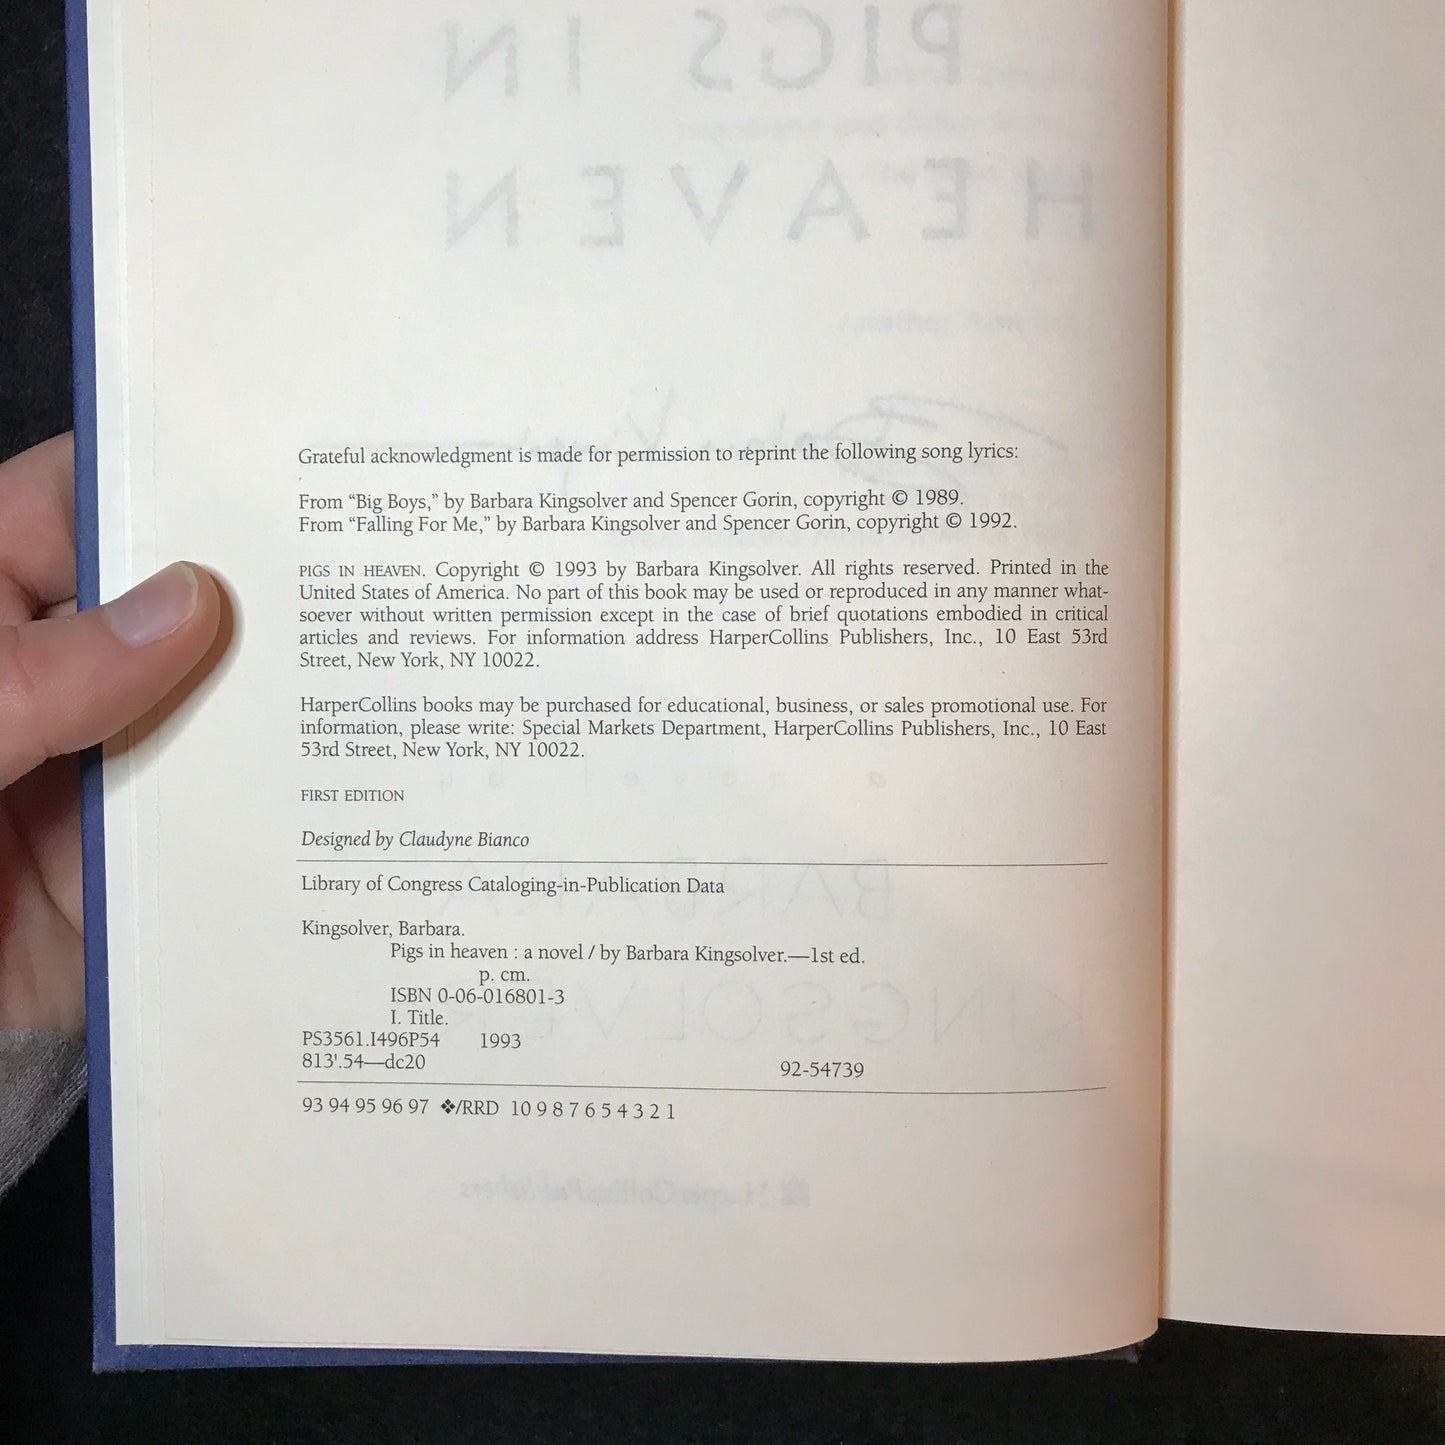 PIGS IN
HEAVEN
Grateful acknowledgment is made for permission to reprint the following song lyrics:
From “Big Boys,” by Barbara Kingsolver and Spencer Gorin, copyright © 1989.
From “Falling For Me,” by Barbara Kingsolver and Spencer Gorin, copyright © 1992.
PIGS IN HEAVEN. Copyright © 1993 by Barbara Kingsolver. All rights reserved. Printed in the
United States of America. No part of this book may be used or reproduced in any manner what-
soever without written permission except in the case of brief quotations embodied in critical
articles and reviews. For information address HarperCollins Publishers, Inc., 10 East 53rd
Street, New York, NY 10022.
HarperCollins books may be purchased for educational, business, or sales promotional use. For
information, please write: Special Markets Department, HarperCollins Publishers, Inc., 10 East
53rd Street, New York, NY 10022.
a novel by
FIRST EDITION
Designed by Claudyne Bianco
BARBARA
Library of Congress Cataloging-in-Publication Data
Kingsolver, Barbara.
Pigs in heaven : a novel / by Barbara Kingsolver.—1st ed.
p. cm.
ISBN 0-06-016801-3
I. Title.
KINGSOLVER
PS3561.I496P54 1993
813'.54—dc20
92-54739
93 94 95 96 97 ❖/RRD 10 9 8 7 6 5 4 3 2 1
HarperCollinsPublishers